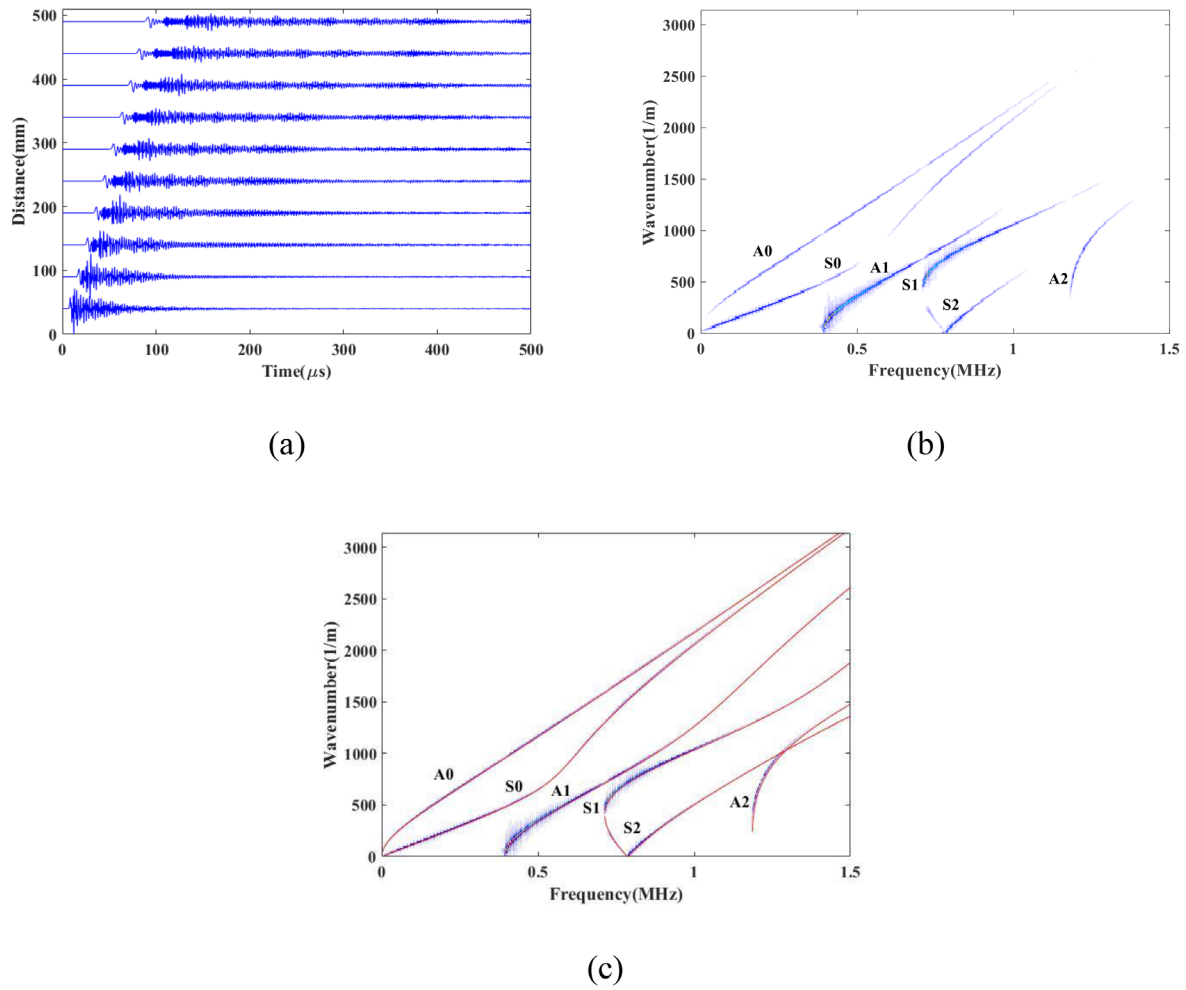 500
400
300
200
100
0
Distance(mm)
0 100 200 300 400 500
Time(μs)
(a)
3000
2500
2000
1500
1000
500
0
Wavenumber(1/m)
A0
S0
A1
S1
S2
A2
0 0.5 1 1.5
Frequency(MHz)
(b)
3000
2500
2000
1500
1000
500
0
Wavenumber(1/m)
A0
S0
A1
S1
S2
A2
0 0.5 1 1.5
Frequency(MHz)
(c)